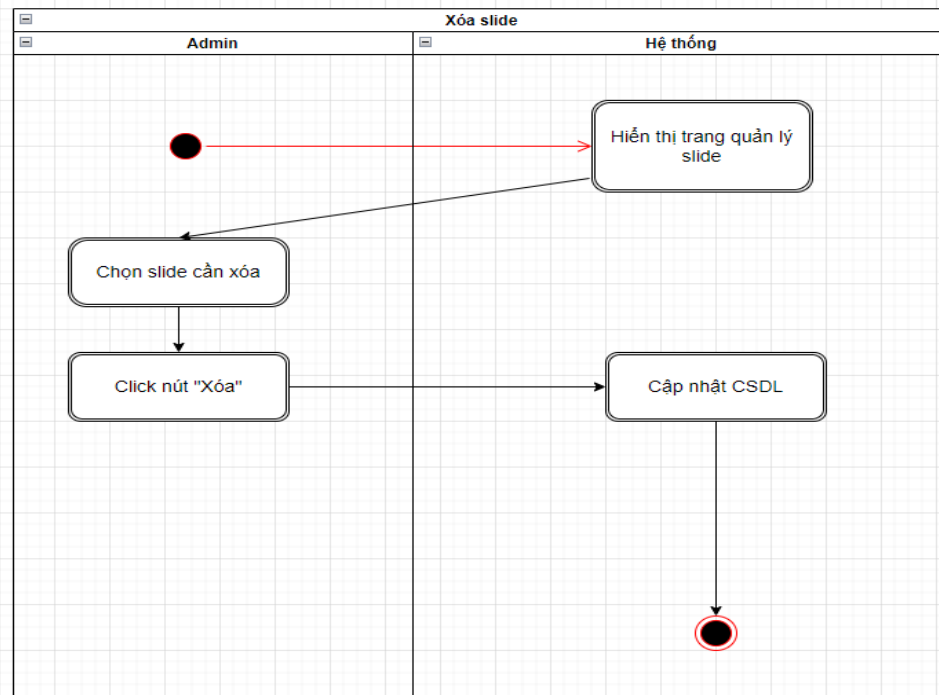 Xóa slide
Admin
Hệ thống
Hiển thị trang quản lý
slide
Chọn slide cần xóa
Click nút "Xóa"
Cập nhật CSDL